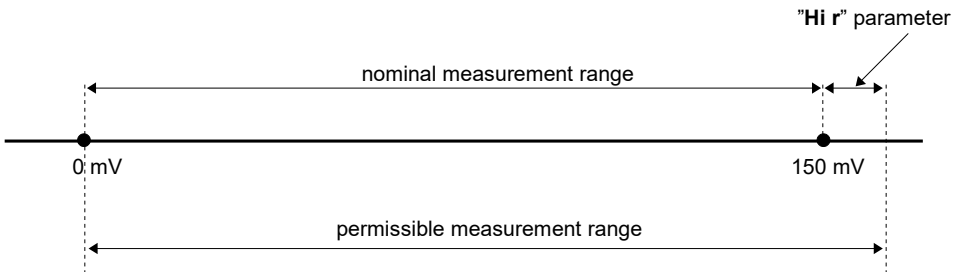 "Hi r" parameter
nominal measurement range
0 mV
150 mV
permissible measurement range